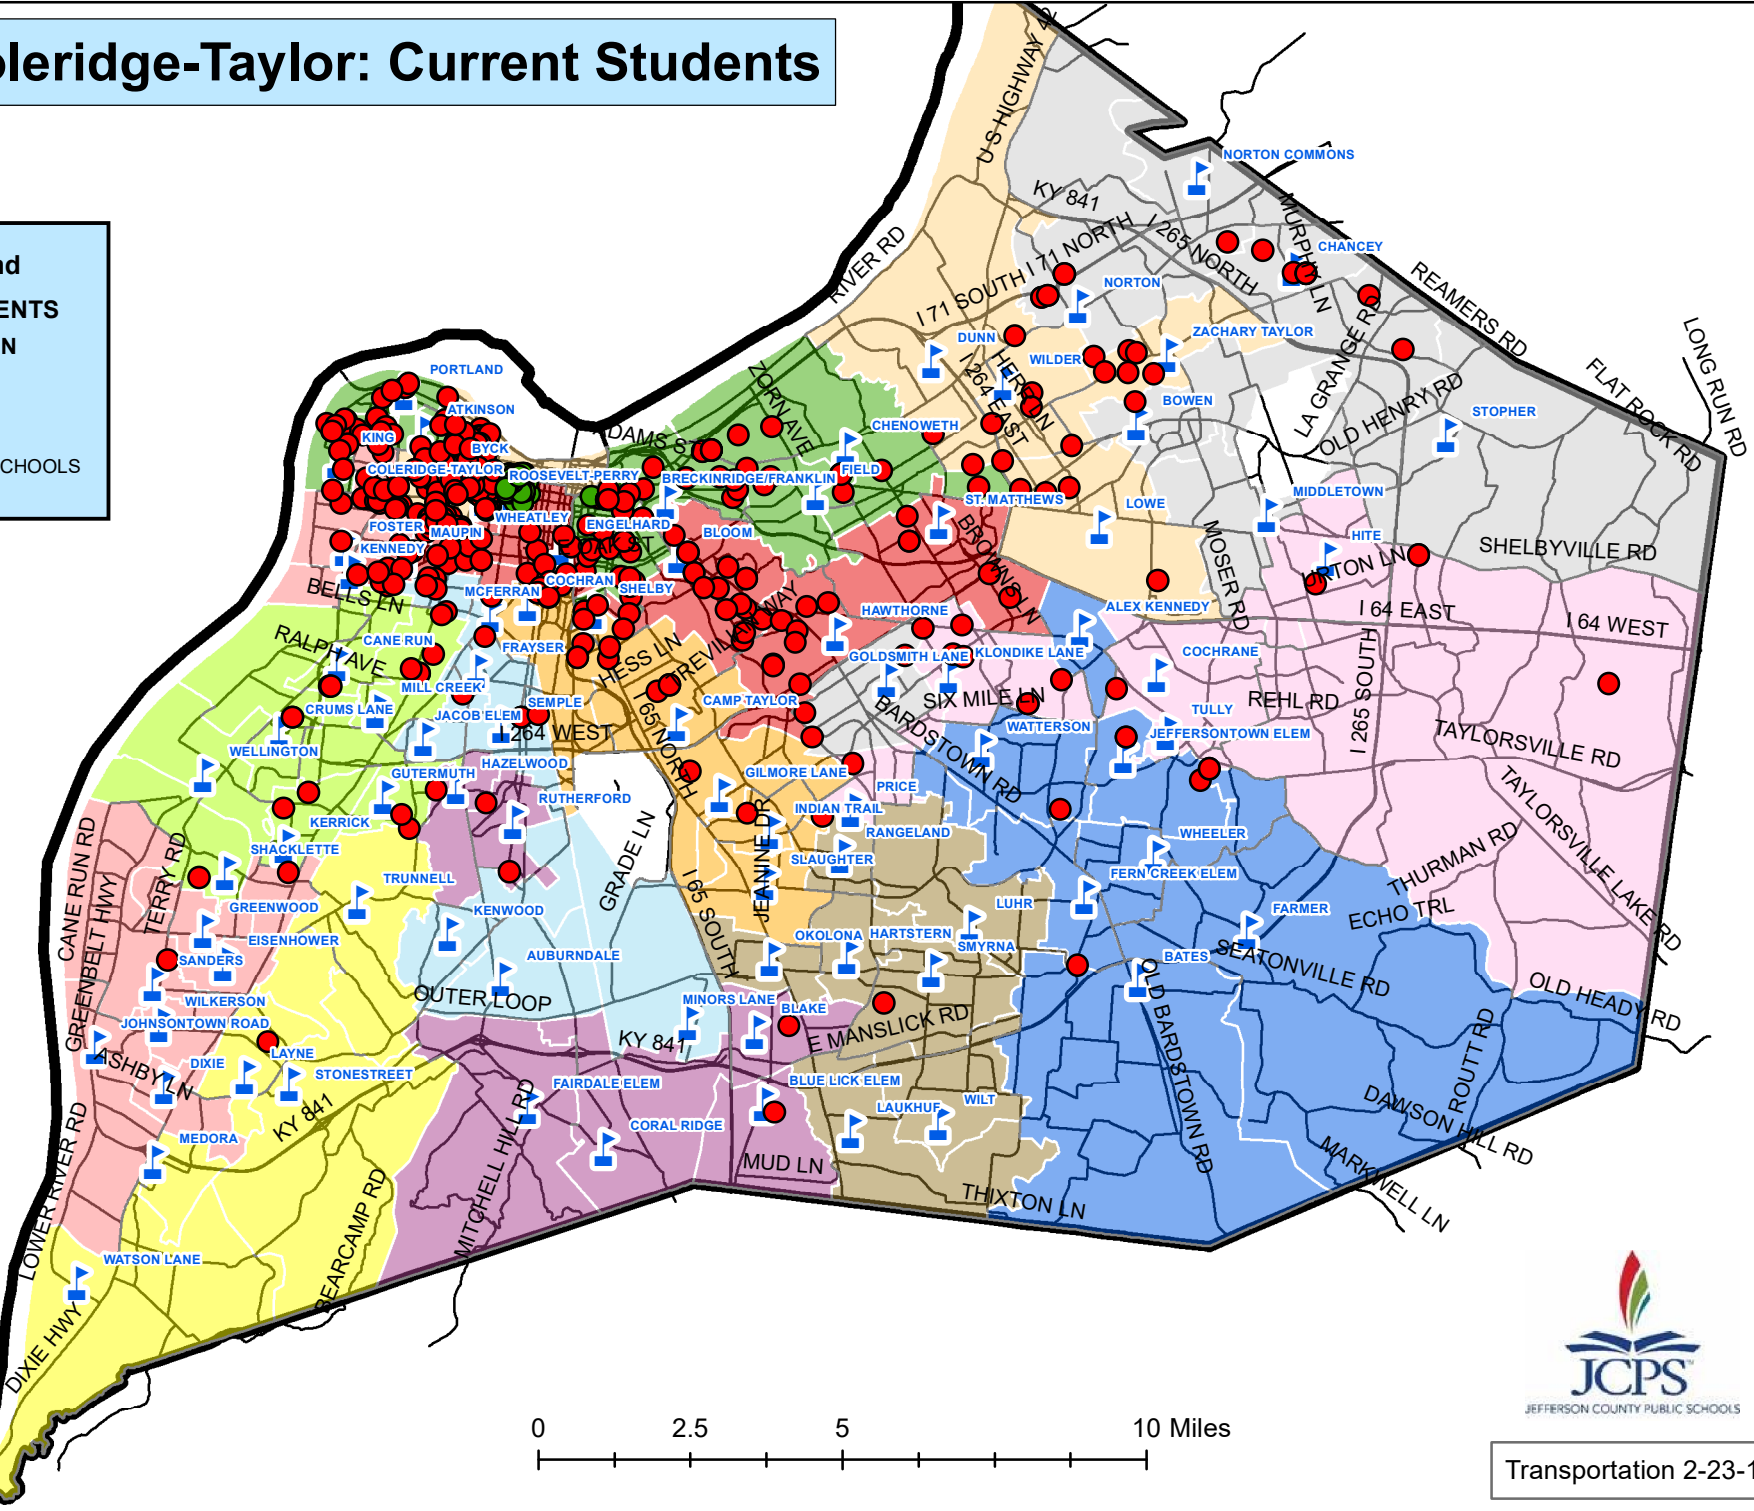 oleridge-Taylor: Current Students
nd
ENTS
N
CHOOLS
U S HIGHWAY 42
NORTON COMMONS
KY 841
I 71 NORTH
I 265 NORTH
MURPHY LN
CHANCEY
RIVER RD
I 71 SOUTH
NORTON
REAMERS RD
LONG RUN RD
DUNN
WILDER
ZACHARY TAYLOR
LA GRANGE RD
FLAT ROCK RD
PORTLAND
ZORN AVE
I 264 EAST
BOWEN
OLD HENRY RD
STOPHER
ATKINSON
KING
BYCK
CHENOWETH
COLERIDGE-TAYLOR
ROOSEVELT-PERRY
BRECKINRIDGE/FRANKLIN
FIELD
ST. MATTHEWS
LOWE
MIDDLETOWN
FOSTER
MAUPIN
WHEATLEY
ENGELHARD
BLOOM
BROWNS LN
MOSER RD
HITE
SHELBYVILLE RD
KENNEDY
BELLS LN
MCFERRAN
COCHRAN
SHELBY
HAWTHORNE
ALEX KENNEDY
I 64 EAST
I 64 WEST
RALPH AVE
CANE RUN
FRAYSER
HESS LN
GOLDSMITH LANE
KLONDIKE LANE
COCHRANE
I 265 SOUTH
MILL CREEK
CRUMS LANE
SEMPLE
JACOB ELEM
I 264 WEST
I 65 NORTH
CAMP TAYLOR
SIX MILE LN
BARDSTOWN RD
WATTERSON
REHL RD
TULLY
JEFFERSONTOWN ELEM
TAYLORSVILLE RD
WELLINGTON
GUTERMUTH
HAZELWOOD
RUTHERFORD
GILMORE LANE
PRICE
INDIAN TRAIL
RANGELAND
KERRICK
SHACKLETTE
TRUNNELL
GRADE LN
SLAUGHTER
JEANINE DR
WHEELER
FERN CREEK ELEM
THURMAN RD
TAYLORSVILLE LAKE RD
CANE RUN RD
TERRY RD
GREENBELT HWY
GREENWOOD
KENWOOD
I 65 SOUTH
LUHR
FARMER
ECHO TRL
EISENHOWER
SANDERS
AUBURNDALE
OKOLONA
HARTSTERN
SMYRNA
BATES
SEATONVILLE RD
OLD HEADY RD
WILKERSON
OUTER LOOP
MINORS LANE
BLAKE
E MANSLICK RD
OLD BARDSTOWN RD
JOHNSONTOWN ROAD
KY 841
ROUTT RD
ASHBY LN
DIXIE
LAYNE
STONESTREET
KY 841
FAIRDALE ELEM
BLUE LICK ELEM
LAUKHUF
WILT
DAWSON HILL RD
MEDORA
CORAL RIDGE
MARKWELL LN
LOWER RIVER RD
MITCHELL HILL RD
MUD LN
THIXTON LN
BEARCAMP RD
WATSON LANE
DIXIE HWY
JCPS
JEFFERSON COUNTY PUBLIC SCHOOLS
0 2.5 5 10 Miles
Transportation 2-23-1